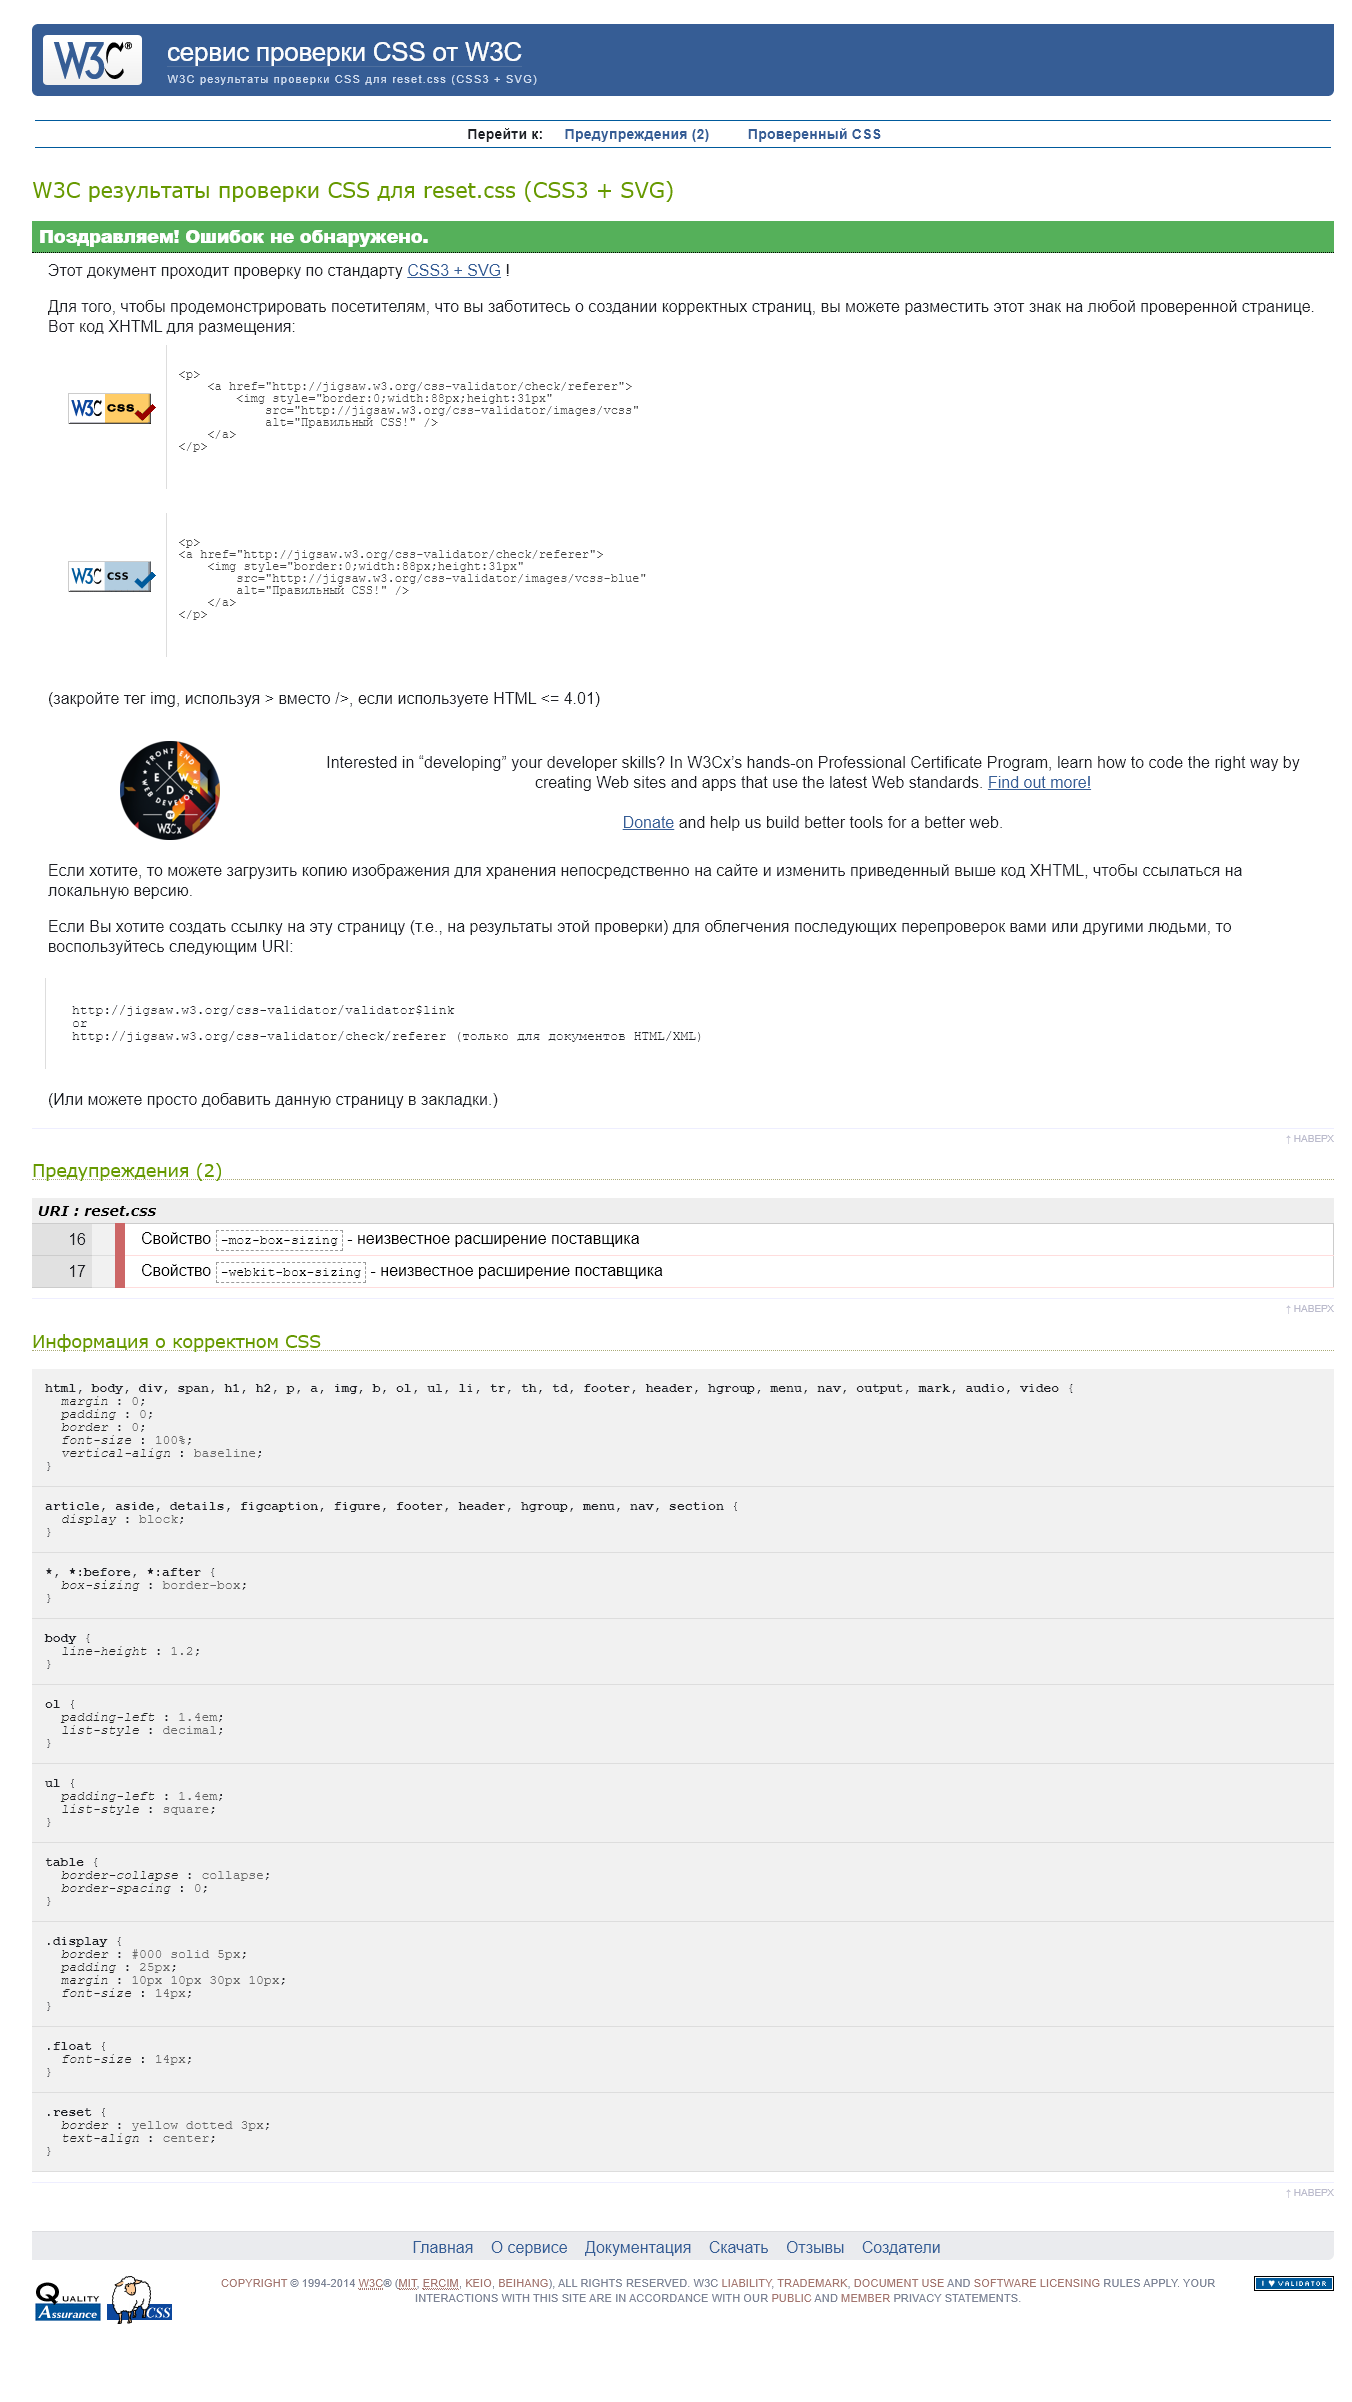 W3C®
сервис проверки CSS от W3C
W3C результаты проверки CSS для reset.css (CSS3 + SVG)
Перейти к: Предупреждения (2) Проверенный CSS
W3C результаты проверки CSS для reset.css (CSS3 + SVG)
Поздравляем! Ошибок не обнаружено.
Этот документ проходит проверку по стандарту CSS3 + SVG !
Для того, чтобы продемонстрировать посетителям, что вы заботитесь о создании корректных страниц, вы можете разместить этот знак на любой проверенной странице.
Вот код XHTML для размещения:
W3C css
<p>
<a href="http://jigsaw.w3.org/css-validator/check/referer">
<img style="border:0;width:88px;height:31px"
src="http://jigsaw.w3.org/css-validator/images/vcss"
alt="Правильный CSS!" />
</a>
</p>
W3C css
<p>
<a href="http://jigsaw.w3.org/css-validator/check/referer">
<img style="border:0;width:88px;height:31px"
src="http://jigsaw.w3.org/css-validator/images/vcss-blue"
alt="Правильный CSS!" />
</a>
</p>
(закройте тег img, используя > вместо />, если используете HTML <= 4.01)
FRONT END
E F
D W
WEB DEVELOP
BY
W3Cx
Interested in “developing” your developer skills? In W3Cx’s hands-on Professional Certificate Program, learn how to code the right way by
creating Web sites and apps that use the latest Web standards. Find out more!
Donate and help us build better tools for a better web.
Если хотите, то можете загрузить копию изображения для хранения непосредственно на сайте и изменить приведенный выше код XHTML, чтобы ссылаться на
локальную версию.
Если Вы хотите создать ссылку на эту страницу (т.е., на результаты этой проверки) для облегчения последующих перепроверок вами или другими людьми, то
воспользуйтесь следующим URI:
http://jigsaw.w3.org/css-validator/validator$link
or
http://jigsaw.w3.org/css-validator/check/referer (только для документов HTML/XML)
(Или можете просто добавить данную страницу в закладки.)
↑ НАВЕРХ
Предупреждения (2)
URI : reset.css
16 Свойство -moz-box-sizing - неизвестное расширение поставщика
17 Свойство -webkit-box-sizing - неизвестное расширение поставщика
↑ НАВЕРХ
Информация о корректном CSS
html, body, div, span, h1, h2, p, a, img, b, ol, ul, li, tr, th, td, footer, header, hgroup, menu, nav, output, mark, audio, video {
margin : 0;
padding : 0;
border : 0;
font-size : 100%;
vertical-align : baseline;
}
article, aside, details, figcaption, figure, footer, header, hgroup, menu, nav, section {
display : block;
}
*, *:before, *:after {
box-sizing : border-box;
}
body {
line-height : 1.2;
}
ol {
padding-left : 1.4em;
list-style : decimal;
}
ul {
padding-left : 1.4em;
list-style : square;
}
table {
border-collapse : collapse;
border-spacing : 0;
}
.display {
border : #000 solid 5px;
padding : 25px;
margin : 10px 10px 30px 10px;
font-size : 14px;
}
.float {
font-size : 14px;
}
.reset {
border : yellow dotted 3px;
text-align : center;
}
↑ НАВЕРХ
Главная О сервисе Документация Скачать Отзывы Создатели
QUALITY
Assurance
CSS
COPYRIGHT © 1994-2014 W3C® (MIT, ERCIM, KEIO, BEIHANG), ALL RIGHTS RESERVED. W3C LIABILITY, TRADEMARK, DOCUMENT USE AND SOFTWARE LICENSING RULES APPLY. YOUR
INTERACTIONS WITH THIS SITE ARE IN ACCORDANCE WITH OUR PUBLIC AND MEMBER PRIVACY STATEMENTS.
I ♥ VALIDATOR